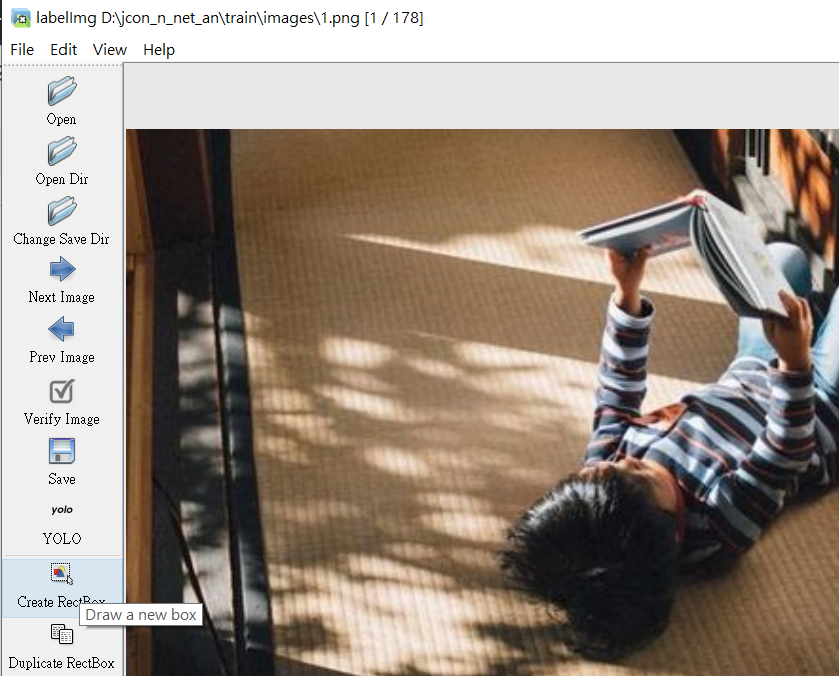 labelImg D:\jcon_n_net_an\train\images\1.png [1 / 178]
File Edit View Help
Open
Open Dir
Change Save Dir
Next Image
Prev Image
Verify Image
Save
yolo
YOLO
Create RectBox
Draw a new box
Duplicate RectBox